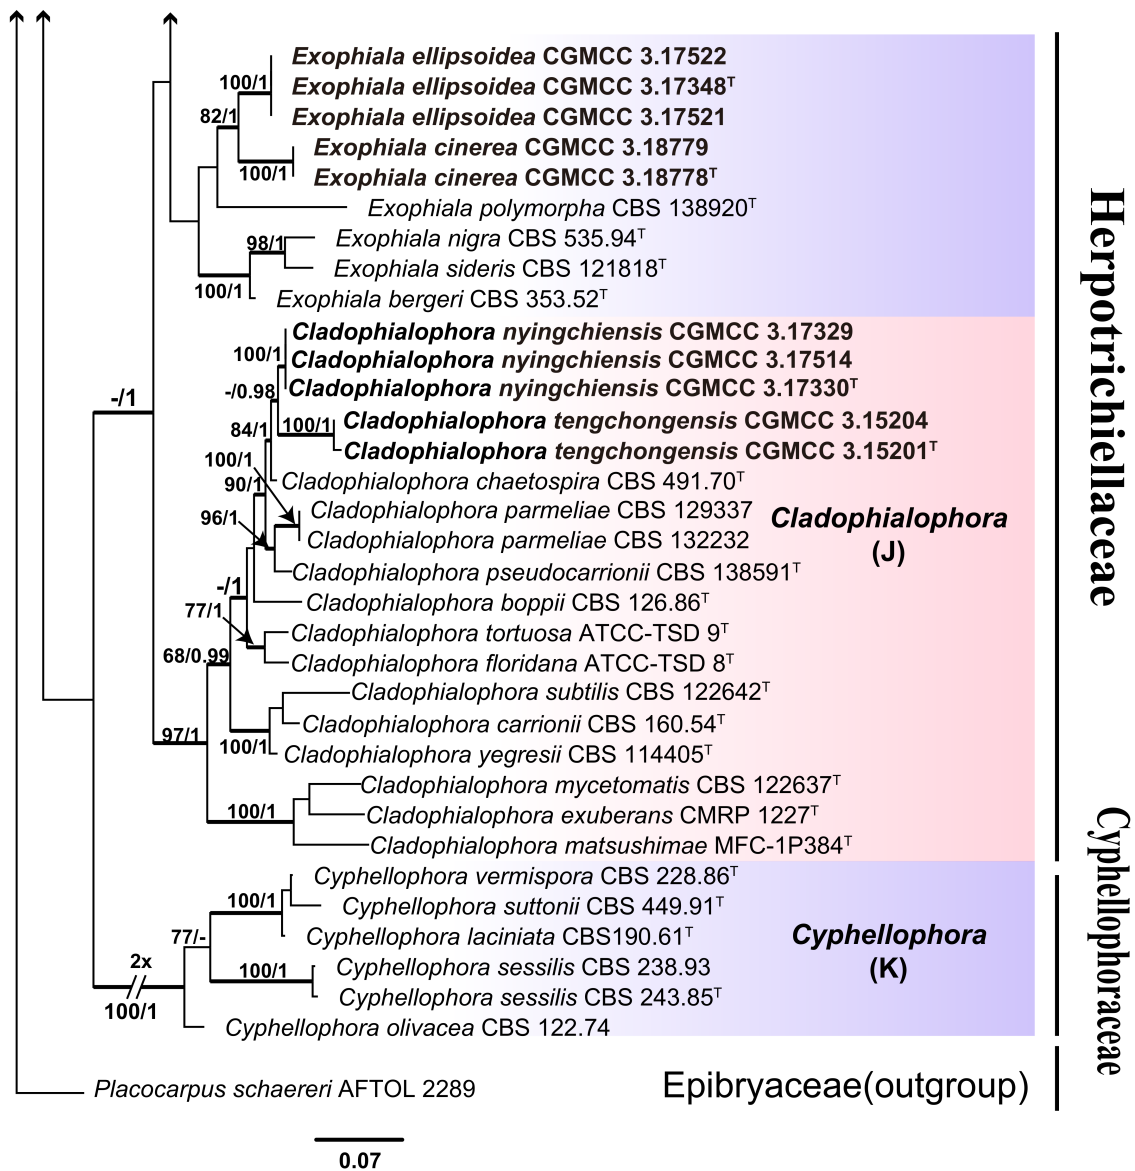 Exophiala ellipsoidea CGMCC 3.17522
100/1
Exophiala ellipsoidea CGMCC 3.17348T
82/1
Exophiala ellipsoidea CGMCC 3.17521
Exophiala cinerea CGMCC 3.18779
100/1
Exophiala cinerea CGMCC 3.18778T
Exophiala polymorpha CBS 138920T
98/1
Exophiala nigra CBS 535.94T
Exophiala sideris CBS 121818T
100/1
Exophiala bergeri CBS 353.52T
Cladophialophora nyingchiensis CGMCC 3.17329
100/1
Cladophialophora nyingchiensis CGMCC 3.17514
-/0.98
Cladophialophora nyingchiensis CGMCC 3.17330T
-/1
84/1
100/1
Cladophialophora tengchongensis CGMCC 3.15204
Cladophialophora tengchongensis CGMCC 3.15201T
100/1
90/1
Cladophialophora chaetospira CBS 491.70T
Cladophialophora parmeliae CBS 129337
96/1
Cladophialophora parmeliae CBS 132232
Cladophialophora
(J)
Cladophialophora pseudocarrionii CBS 138591T
-/1
Cladophialophora boppii CBS 126.86T
77/1
Cladophialophora tortuosa ATCC-TSD 9T
68/0.99
Cladophialophora floridana ATCC-TSD 8T
Cladophialophora subtilis CBS 122642T
Cladophialophora carrionii CBS 160.54T
97/1
100/1
Cladophialophora yegresii CBS 114405T
Cladophialophora mycetomatis CBS 122637T
100/1
Cladophialophora exuberans CMRP 1227T
Cladophialophora matsushimae MFC-1P384T
Herpotrichiellaceae
Cyphellophora vermispora CBS 228.86T
100/1
Cyphellophora suttonii CBS 449.91T
77/-
Cyphellophora laciniata CBS190.61T
Cyphellophora
(K)
2x
100/1
Cyphellophora sessilis CBS 238.93
Cyphellophora sessilis CBS 243.85T
100/1
Cyphellophora olivacea CBS 122.74
Cyphellophoraceae
Placocarpus schaereri AFTOL 2289
Epibryaceae(outgroup)
0.07